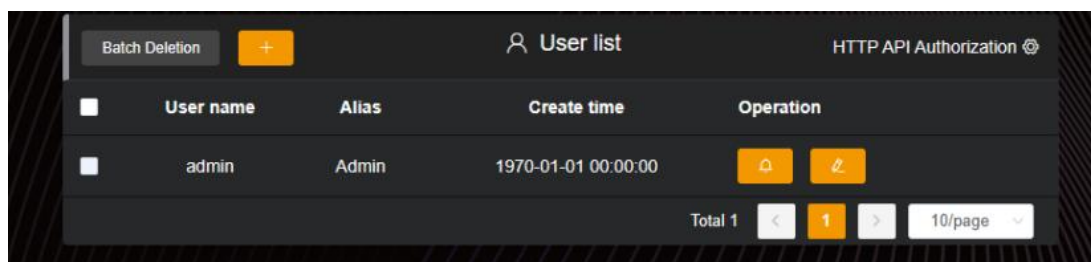 Batch Deletion + User list HTTP API Authorization
User name Alias Create time Operation
admin Admin 1970-01-01 00:00:00
Total 1 < 1 > 10/page